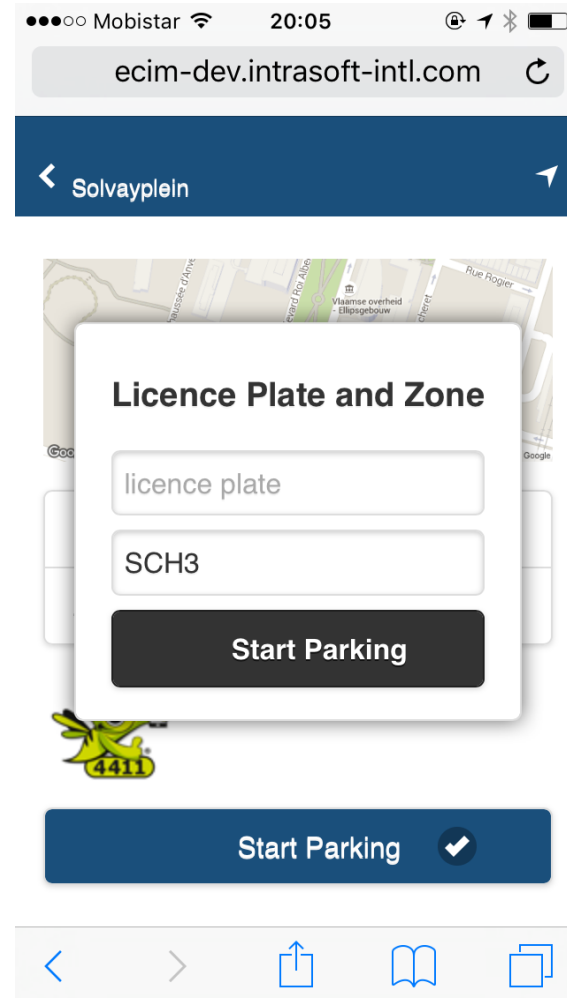 Mobistar 20:05
ecim-dev.intrasoft-intl.com
Solvayplein
Rue Rogier
Vlaamse overheid
- Ellipsgebouw
Licence Plate and Zone
Google
licence plate
SCH3
Start Parking
4411
Start Parking